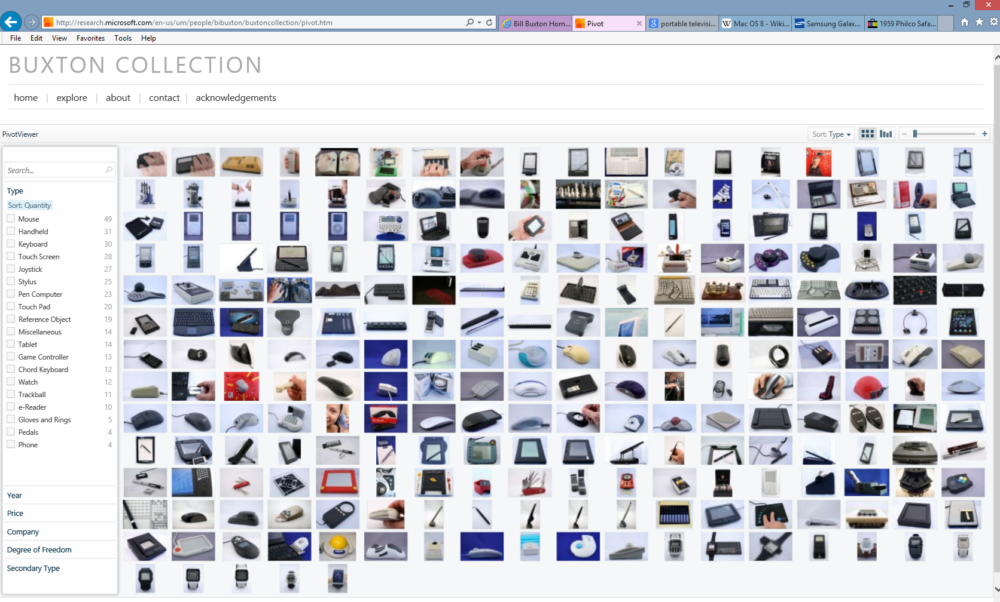 http://research.microsoft.com/en-us/um/people/bibuxton/buxtoncollection/pivot.htm
Bill Buxton Hom...
Pivot
portable televisi...
Mac OS 8 - Wiki...
Samsung Galax...
1959 Philco Safa...
File Edit View Favorites Tools Help
BUXTON COLLECTION
home | explore | about | contact | acknowledgements
PivotViewer
Sort: Type
Search...
Type
Sort: Quantity
Mouse 49
Handheld 31
Keyboard 30
Touch Screen 28
Joystick 27
Stylus 25
Pen Computer 23
Touch Pad 20
Reference Object 19
Miscellaneous 14
Tablet 14
Game Controller 13
Chord Keyboard 12
Watch 12
Trackball 11
e-Reader 10
Gloves and Rings 5
Pedals 4
Phone 4
Year
Price
Company
Degree of Freedom
Secondary Type